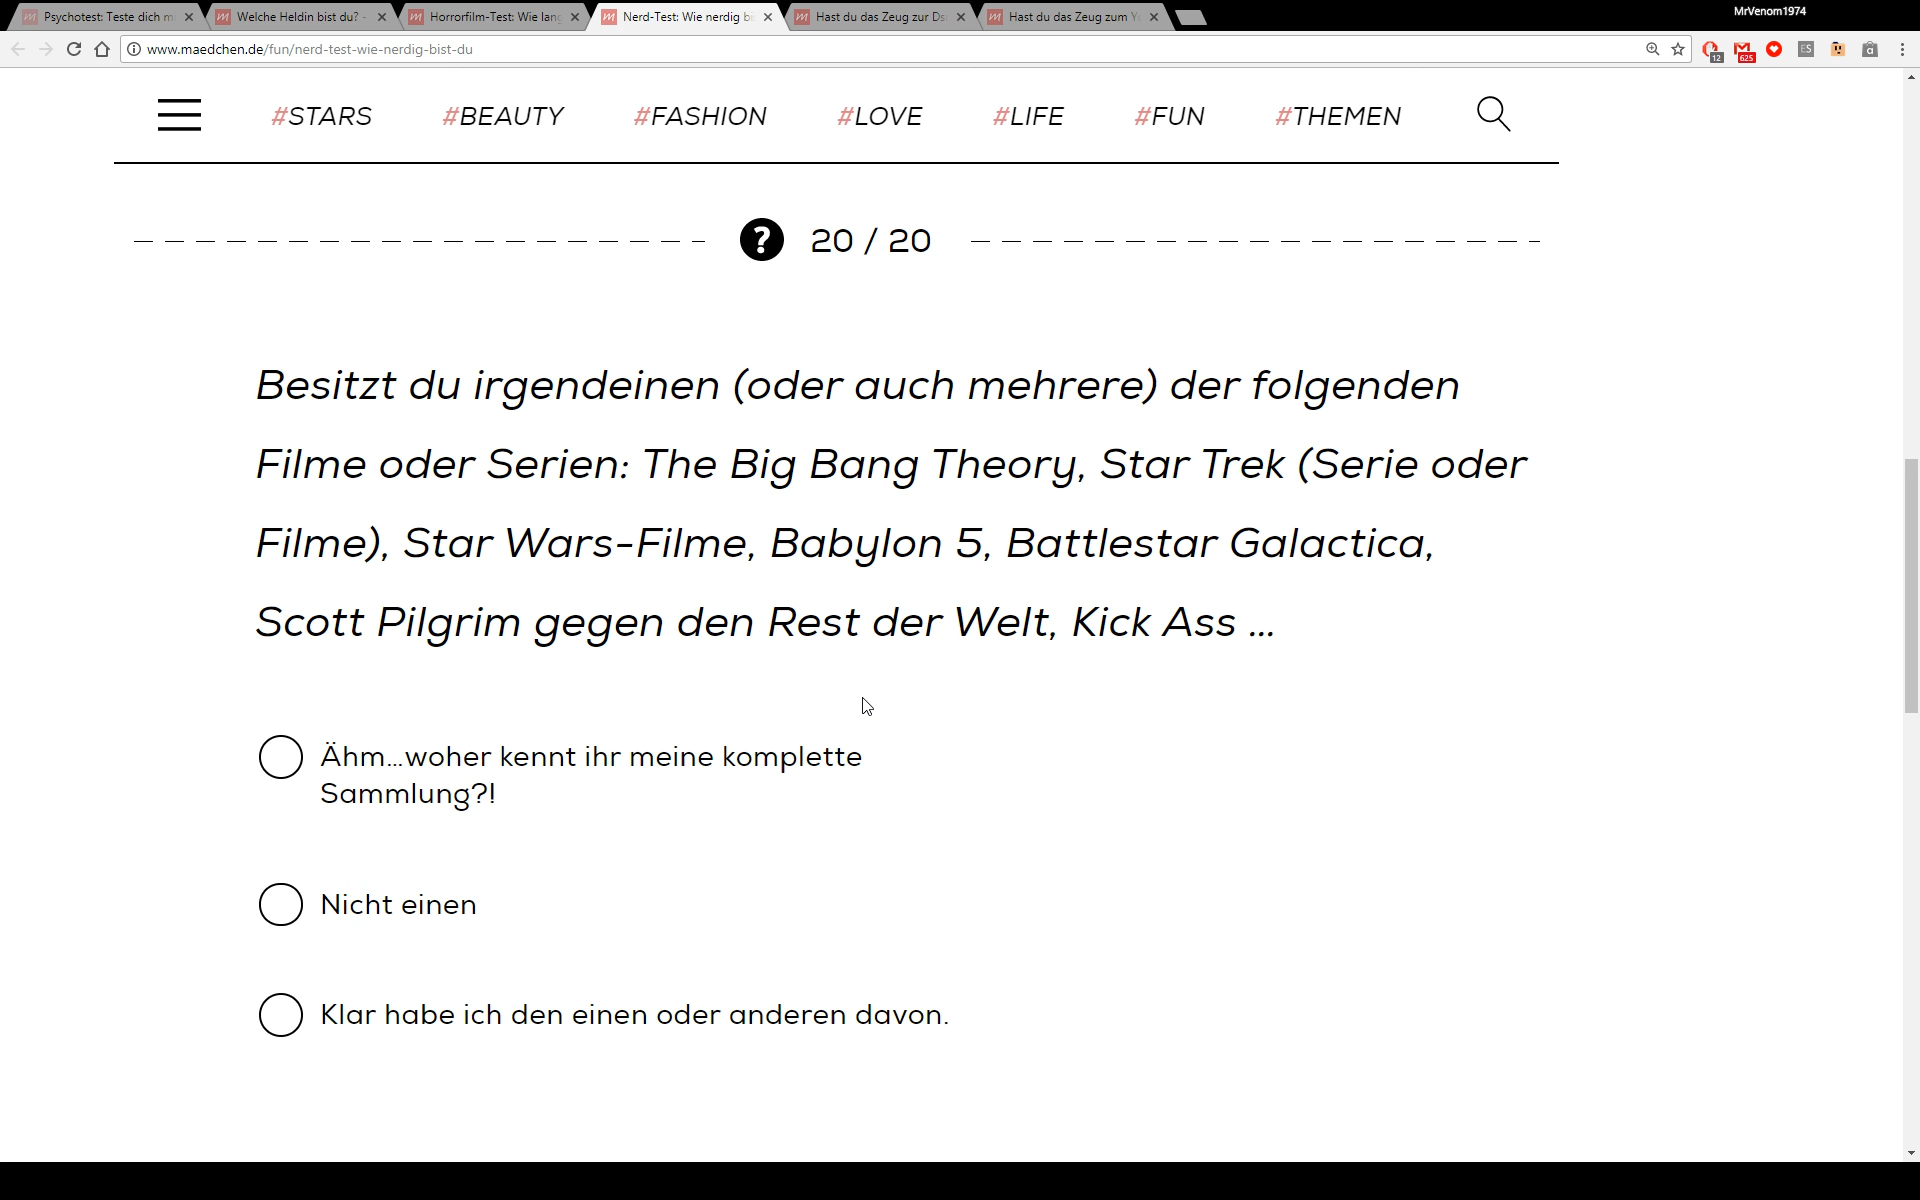 Psychotest: Teste dich m
Welche Heldin bist du? -
Horrorfilm-Test: Wie lang
Nerd-Test: Wie nerdig bi
Hast du das Zeug zur Ds
Hast du das Zeug zum Yo
MrVenom1974
www.maedchen.de/fun/nerd-test-wie-nerdig-bist-du
12
625
ES
#STARS
#BEAUTY
#FASHION
#LOVE
#LIFE
#FUN
#THEMEN
? 20 / 20
Besitzt du irgendeinen (oder auch mehrere) der folgenden
Filme oder Serien: The Big Bang Theory, Star Trek (Serie oder
Filme), Star Wars-Filme, Babylon 5, Battlestar Galactica,
Scott Pilgrim gegen den Rest der Welt, Kick Ass ...
Ähm...woher kennt ihr meine komplette
Sammlung?!
Nicht einen
Klar habe ich den einen oder anderen davon.